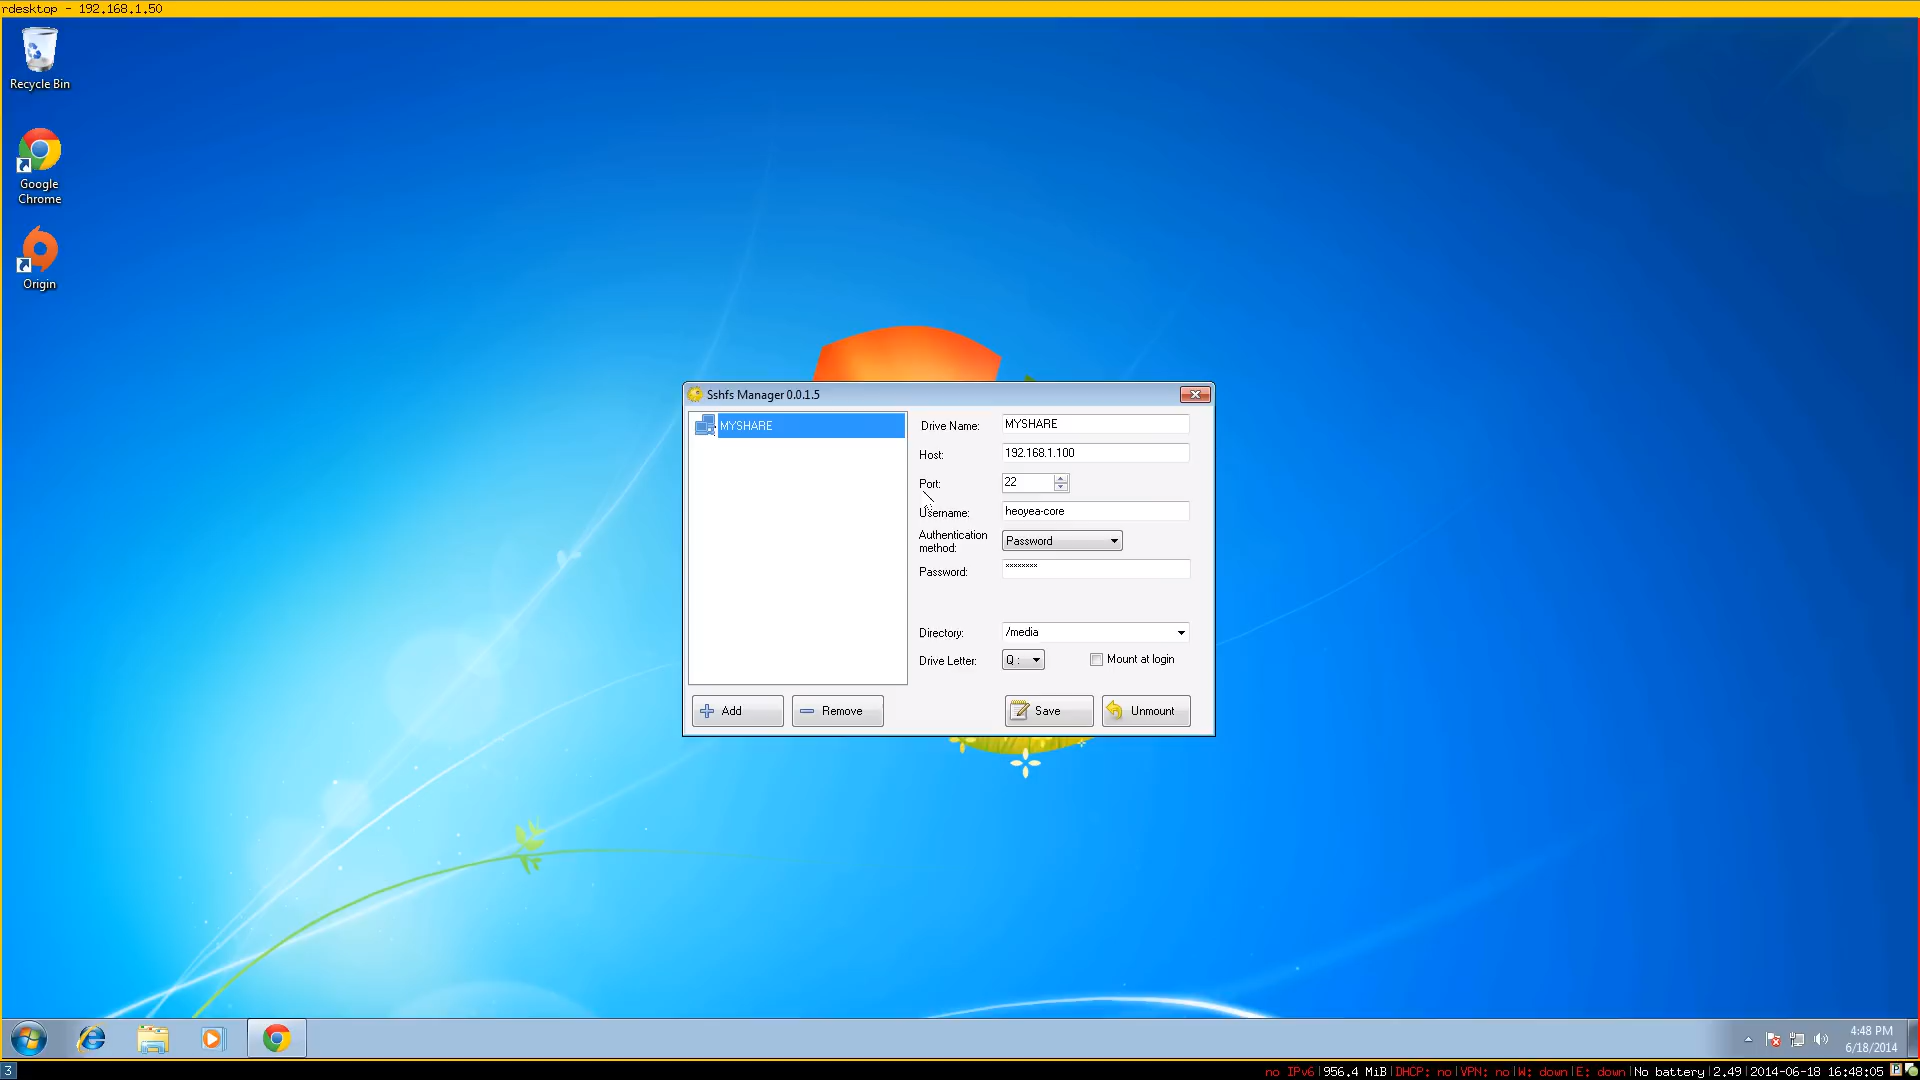 rdesktop - 192.168.1.50
Recycle Bin
Google
Chrome
Origin
Sshfs Manager 0.0.1.5
MYSHARE
Drive Name: MYSHARE
Host: 192.168.1.100
Port: 22
Username: heoyea-core
Authentication
method: Password
Password: ********
Directory: /media
Drive Letter: Q : Mount at login
Add Remove Save Unmount
4:48 PM
6/18/2014
3 no IPv6|956.4 MiB|DHCP: no|VPN: no|W: down|E: down|No battery|2.49|2014-06-18 16:48:05 P